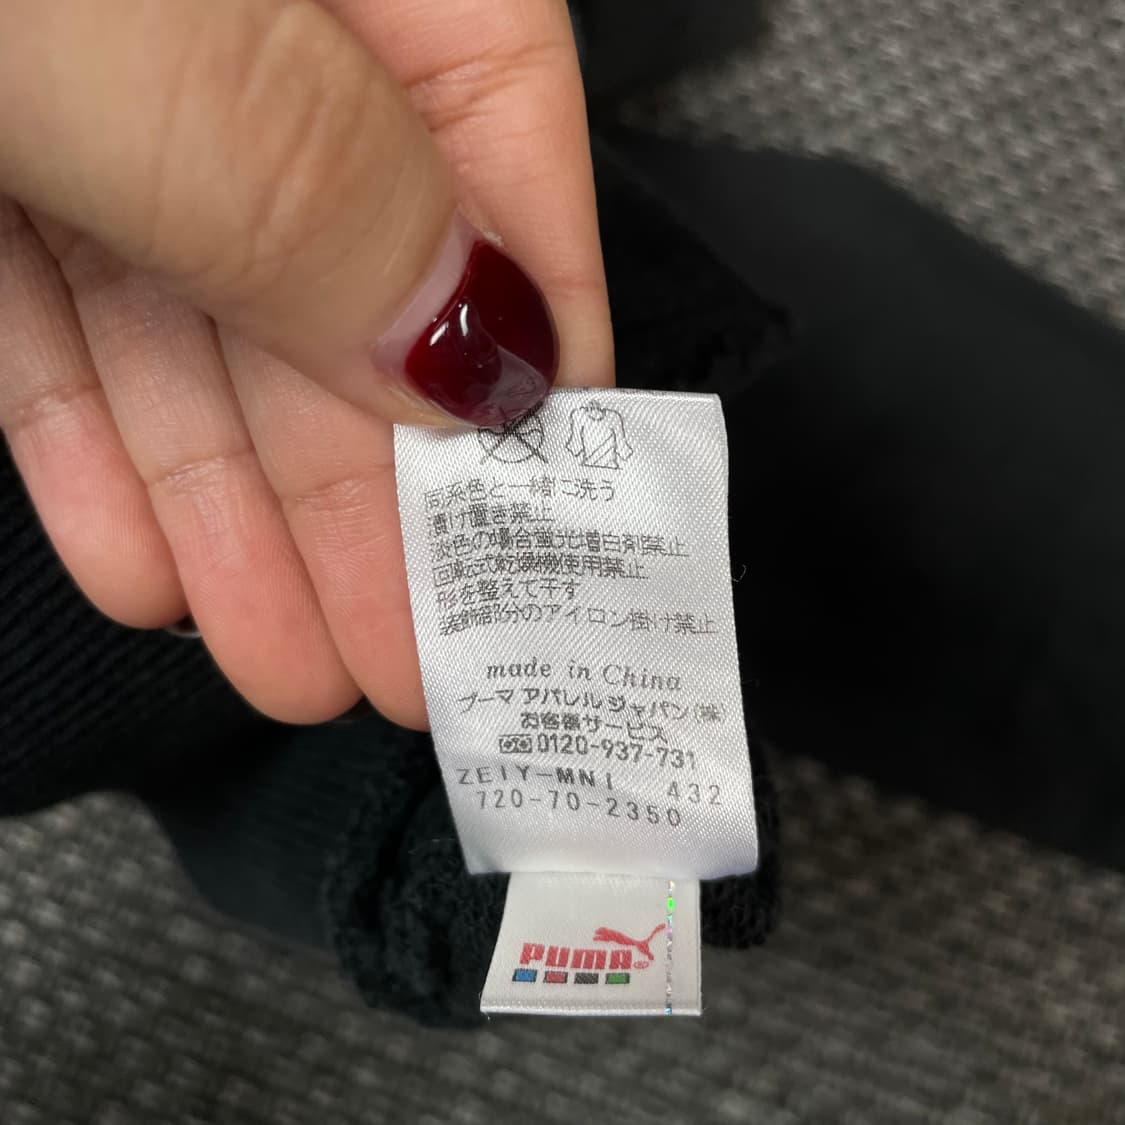 同系色と一緒に洗う
漬け置き禁止
淡色の場合蛍光増白剤禁止
回転式乾燥機使用禁止
形を整えて干す
装飾部分のアイロン掛け禁止
made in China
プーマ アパレル ジャパン(株)
お客様サービス
0120-937-731
ZEIY-MNI 432
720-70-2350
PUMA®